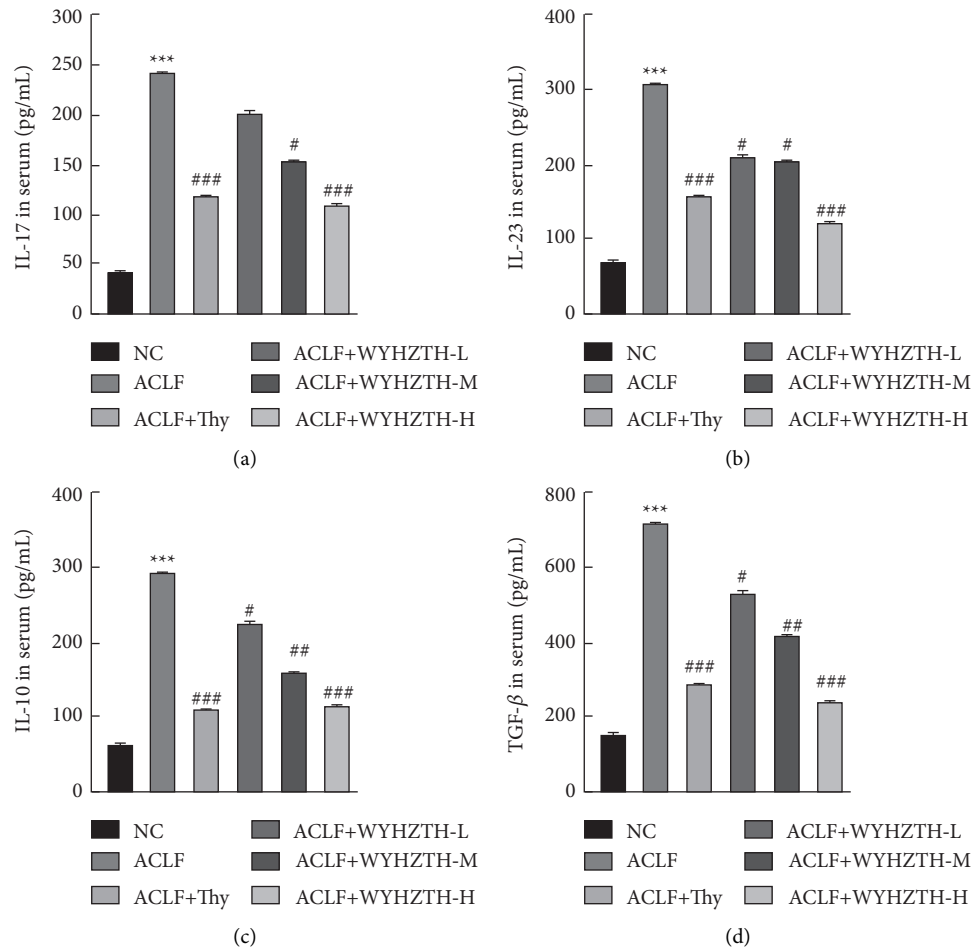 IL-17 in serum (pg/mL)
300
250
200
150
100
50
0
***
###
#
###
NC
ACLF
ACLF+Thy
ACLF+WYHZTH-L
ACLF+WYHZTH-M
ACLF+WYHZTH-H
(a)
IL-23 in serum (pg/mL)
400
300
200
100
0
***
###
#
#
###
NC
ACLF
ACLF+Thy
ACLF+WYHZTH-L
ACLF+WYHZTH-M
ACLF+WYHZTH-H
(b)
IL-10 in serum (pg/mL)
400
300
200
100
0
***
###
#
##
###
NC
ACLF
ACLF+Thy
ACLF+WYHZTH-L
ACLF+WYHZTH-M
ACLF+WYHZTH-H
(c)
TGF-β in serum (pg/mL)
800
600
400
200
0
***
###
#
##
###
NC
ACLF
ACLF+Thy
ACLF+WYHZTH-L
ACLF+WYHZTH-M
ACLF+WYHZTH-H
(d)